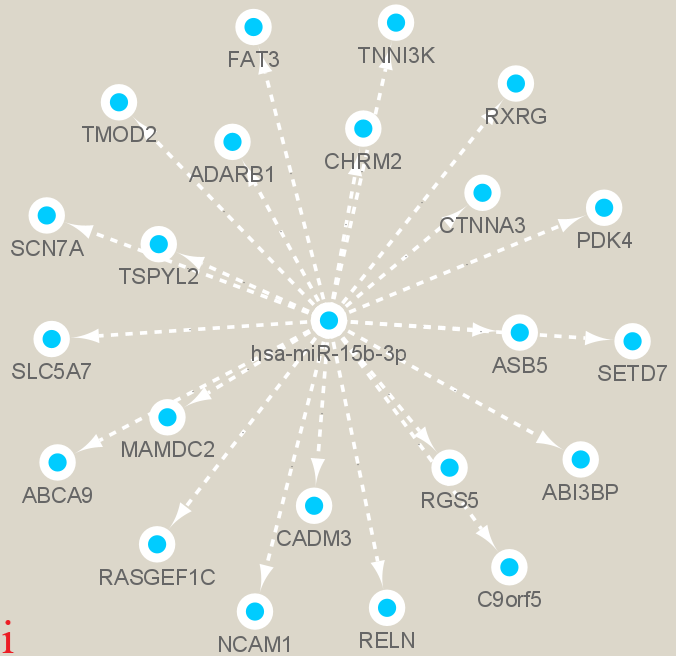 FAT3
TNNI3K
RXRG
TMOD2
ADARB1
CHRM2
CTNNA3
PDK4
SCN7A
TSPYL2
hsa-miR-15b-3p
SLC5A7
ASB5
SETD7
MAMDC2
ABCA9
RGS5
ABI3BP
CADM3
RASGEF1C
C9orf5
NCAM1
RELN
i